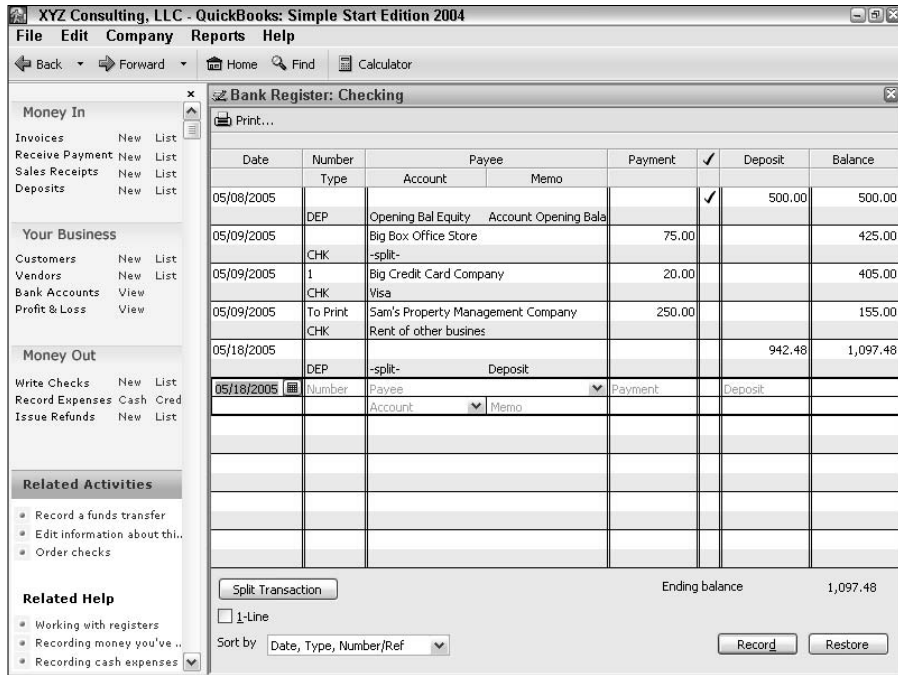 XYZ Consulting, LLC - QuickBooks: Simple Start Edition 2004
File Edit Company Reports Help
Back Forward Home Find Calculator
Money In
Invoices New List
Receive Payment New List
Sales Receipts New List
Deposits New List
Your Business
Customers New List
Vendors New List
Bank Accounts View
Profit & Loss View
Money Out
Write Checks New List
Record Expenses Cash Cred
Issue Refunds New List
Related Activities
Record a funds transfer
Edit information about thi..
Order checks
Related Help
Working with registers
Recording money you've ..
Recording cash expenses
Bank Register: Checking
Print...
Date Number Payee Payment ✓ Deposit Balance
Type Account Memo
05/08/2005 ✓ 500.00 500.00
DEP Opening Bal Equity Account Opening Bala
05/09/2005 Big Box Office Store 75.00 425.00
CHK -split-
05/09/2005 1 Big Credit Card Company 20.00 405.00
CHK Visa
05/09/2005 To Print Sam's Property Management Company 250.00 155.00
CHK Rent of other busines
05/18/2005 942.48 1,097.48
DEP -split- Deposit
05/18/2005 Number Payee Payment Deposit
Account Memo
Split Transaction Ending balance 1,097.48
1-Line
Sort by Date, Type, Number/Ref Record Restore